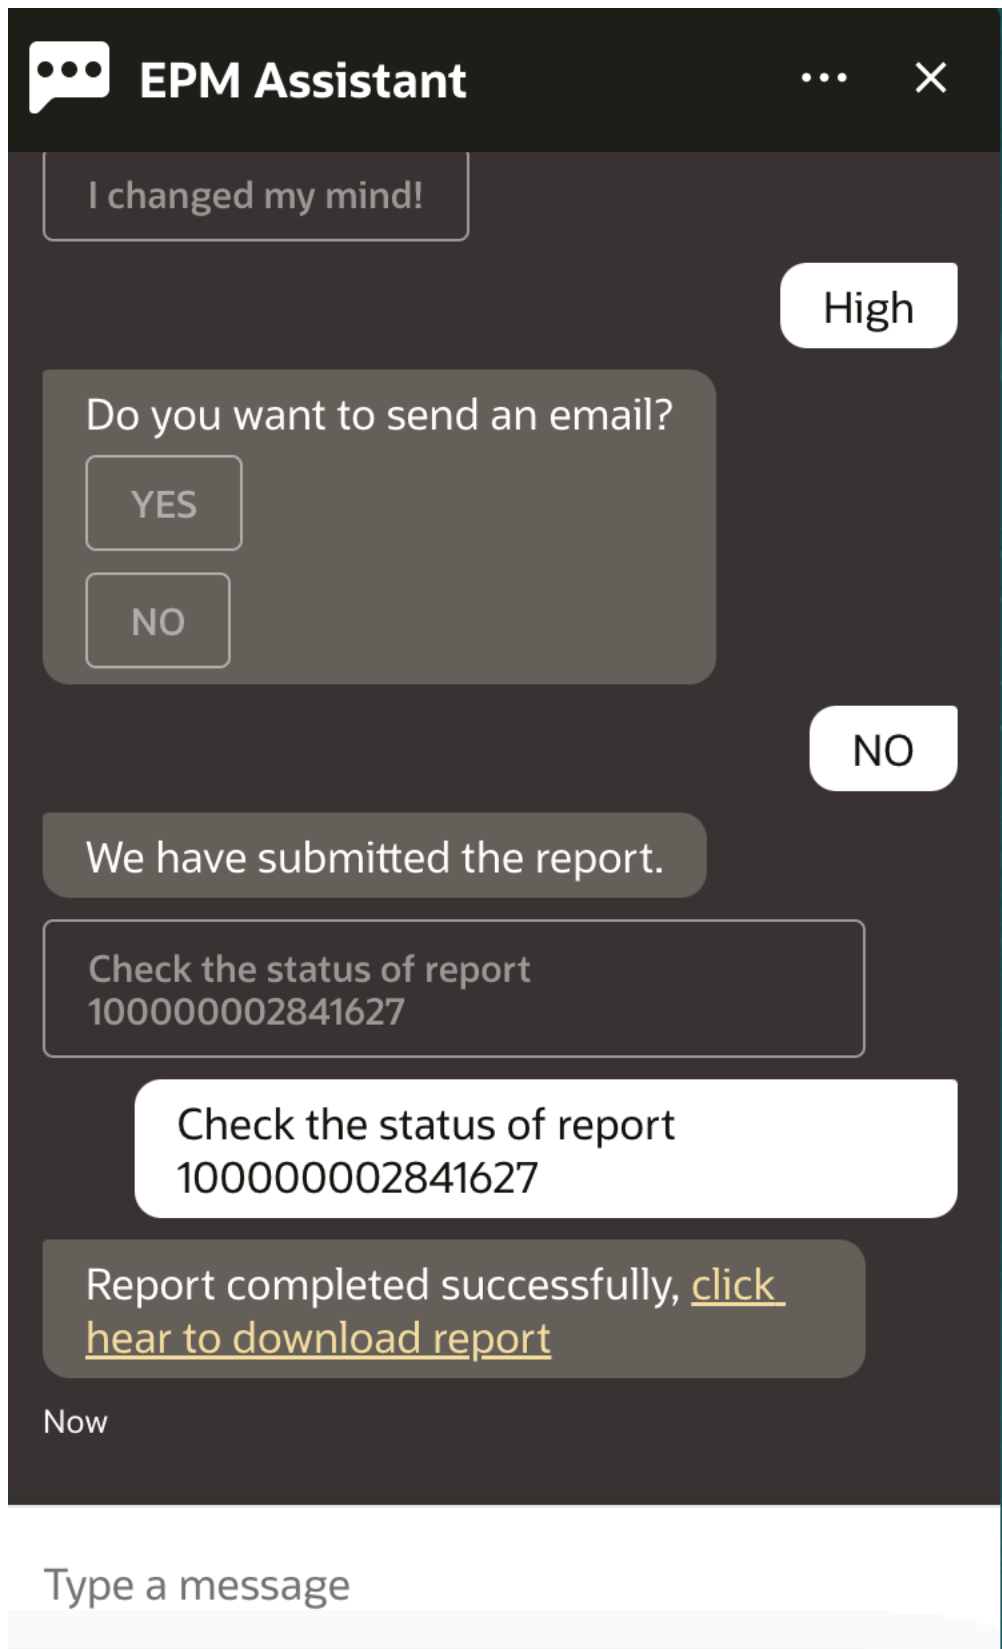 EPM Assistant
I changed my mind!
High
Do you want to send an email?
YES
NO
NO
We have submitted the report.
Check the status of report
100000002841627
Check the status of report
100000002841627
Report completed successfully, click
hear to download report
Now
Type a message